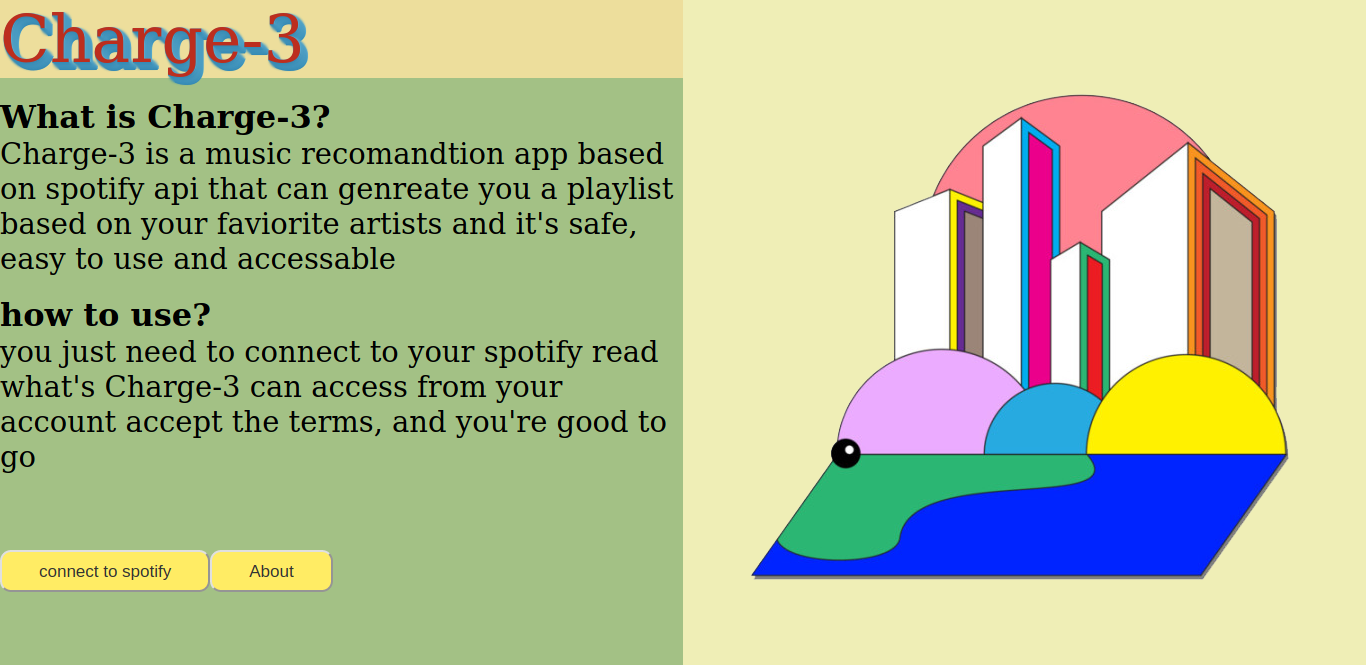 Charge-3
What is Charge-3?
Charge-3 is a music recomandtion app based
on spotify api that can genreate you a playlist
based on your faviorite artists and it's safe,
easy to use and accessable
how to use?
you just need to connect to your spotify read
what's Charge-3 can access from your
account accept the terms, and you're good to
go
connect to spotify
About